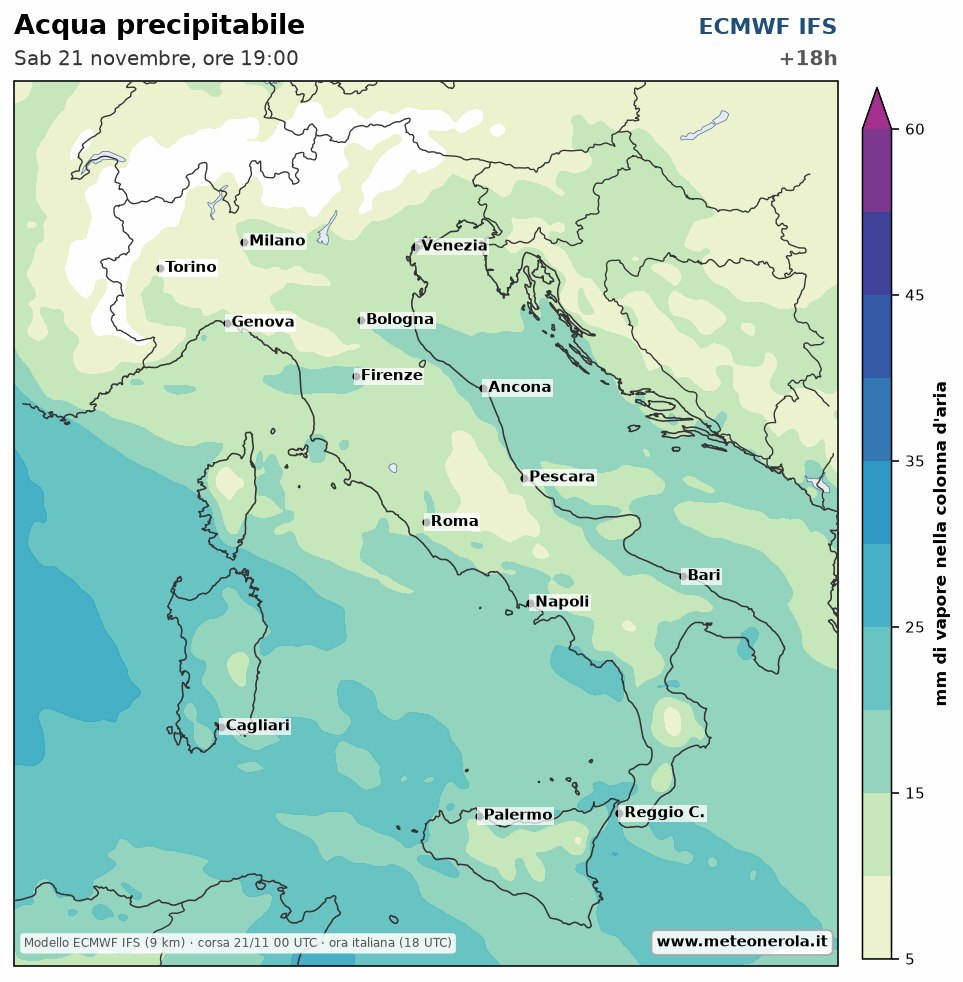 Acqua precipitabile
ECMWF IFS
Sab 21 novembre, ore 19:00
+18h
Milano
Venezia
Torino
Genova
Bologna
Firenze
Ancona
Pescara
Roma
Bari
Napoli
Cagliari
Palermo
Reggio C.
60
45
35
25
15
5
mm di vapore nella colonna d'aria
Modello ECMWF IFS (9 km) · corsa 21/11 00 UTC · ora italiana (18 UTC)
www.meteonerola.it